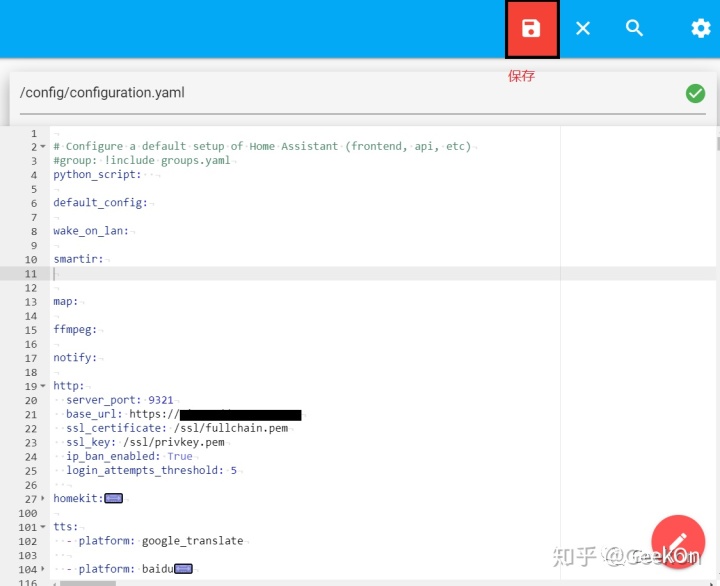 保存
/config/configuration.yaml
1
2 # Configure a default setup of Home Assistant (frontend, api, etc)
3 #group: !include groups.yaml
4 python_script:
5
6 default_config:
7
8 wake_on_lan:
9
10 smartir:
11
12
13 map:
14
15 ffmpeg:
16
17 notify:
18
19 http:
20 server_port: 9321
21 base_url: https://
22 ssl_certificate: /ssl/fullchain.pem
23 ssl_key: /ssl/privkey.pem
24 ip_ban_enabled: True
25 login_attempts_threshold: 5
26
27 homekit:
100
101 tts:
102 - platform: google_translate
103
104 - platform: baidu
116
知乎 @GeekOn